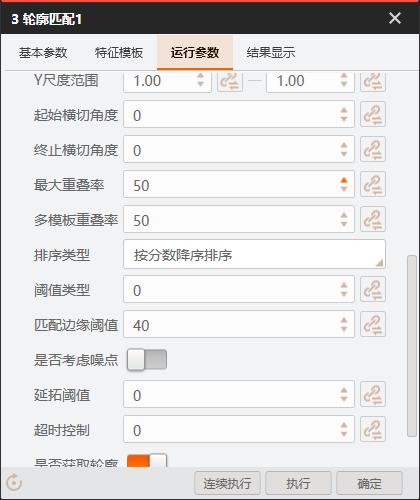 3 轮廓匹配1
基本参数 特征模板 运行参数 结果显示
Y尺度范围 1.00 — 1.00
起始横切角度 0
终止横切角度 0
最大重叠率 50
多模板重叠率 50
排序类型 按分数降序排序
阈值类型 0
匹配边缘阈值 40
是否考虑噪点
延拓阈值 0
超时控制 0
是否获取轮廓
连续执行 执行 确定